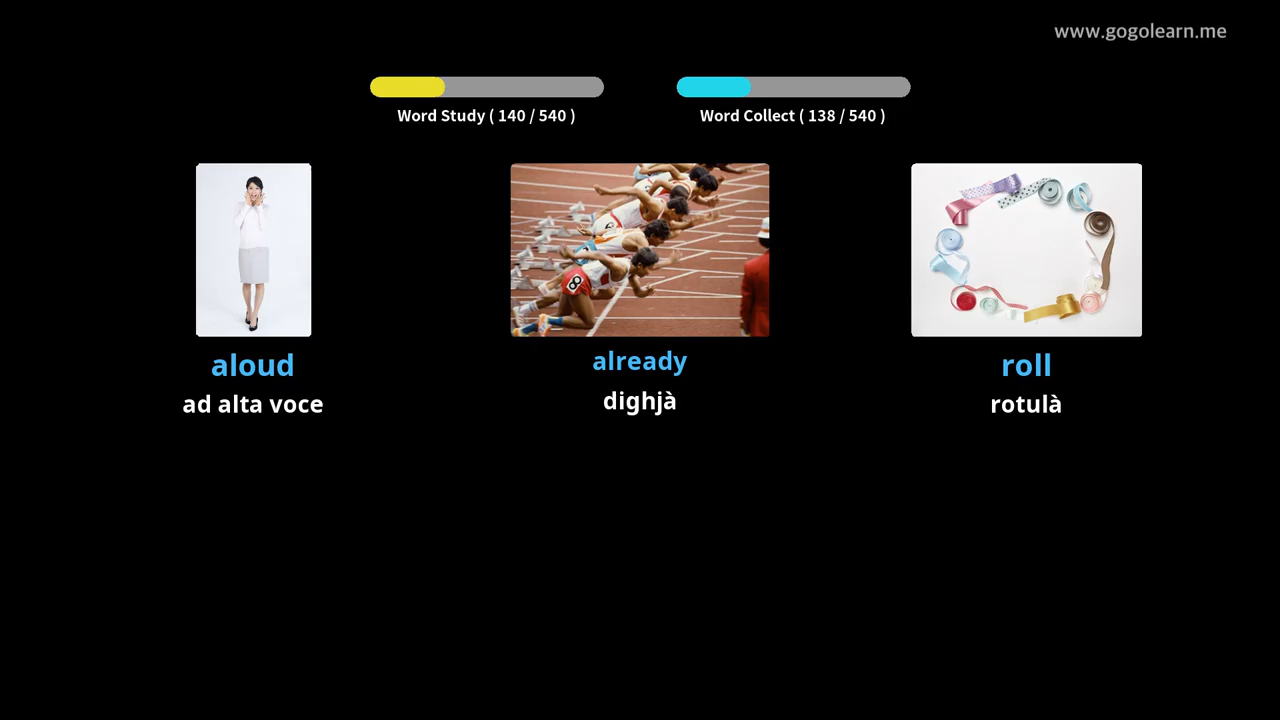 www.gogolearn.me
Word Study ( 140 / 540 )
Word Collect ( 138 / 540 )
aloud
ad alta voce
already
dighjà
roll
rotulà